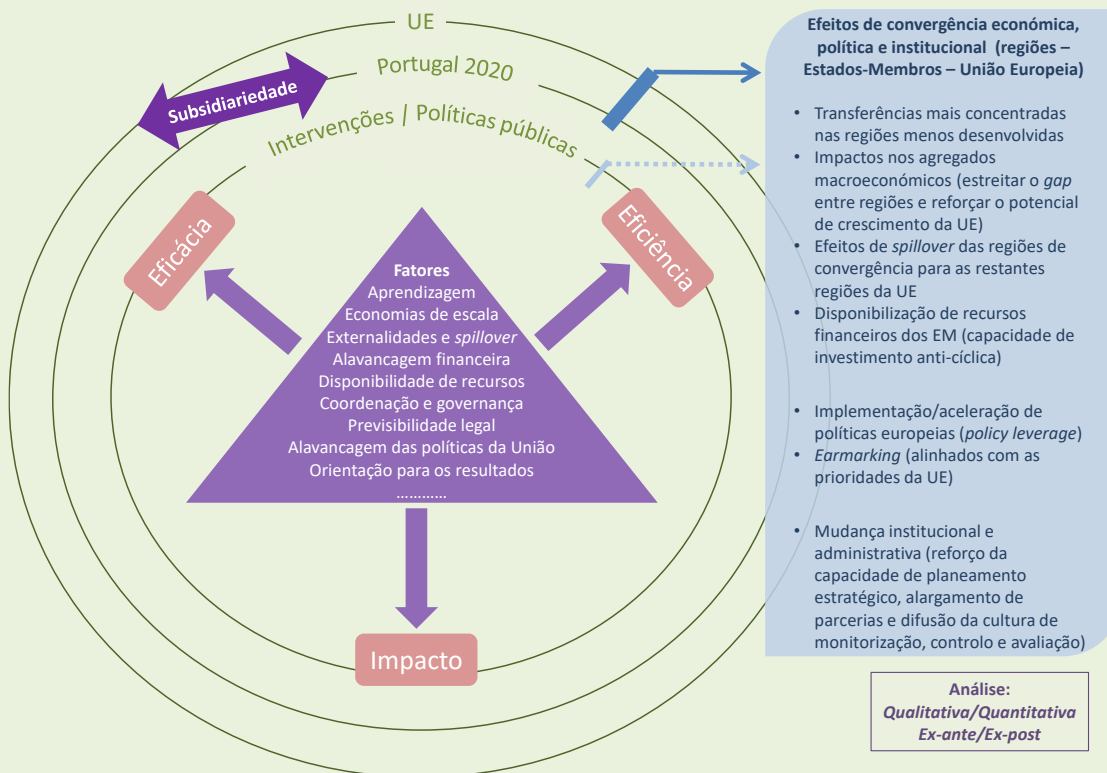 UE
Portugal 2020
Subsidiariedade
Intervenções | Políticas públicas
Eficácia
Eficiência
Fatores
Aprendizagem
Economias de escala
Externalidades e spillover
Alavancagem financeira
Disponibilidade de recursos
Coordenação e governança
Previsibilidade legal
Alavancagem das políticas da União
Orientação para os resultados
…………
Impacto
Efeitos de convergência económica,
política e institucional (regiões –
Estados-Membros – União Europeia)
• Transferências mais concentradas
nas regiões menos desenvolvidas
• Impactos nos agregados
macroeconómicos (estreitar o gap
entre regiões e reforçar o potencial
de crescimento da UE)
• Efeitos de spillover das regiões de
convergência para as restantes
regiões da UE
• Disponibilização de recursos
financeiros dos EM (capacidade de
investimento anti-cíclica)
• Implementação/aceleração de
políticas europeias (policy leverage)
• Earmarking (alinhados com as
prioridades da UE)
• Mudança institucional e
administrativa (reforço da
capacidade de planeamento
estratégico, alargamento de
parcerias e difusão da cultura de
monitorização, controlo e avaliação)
Análise:
Qualitativa/Quantitativa
Ex-ante/Ex-post